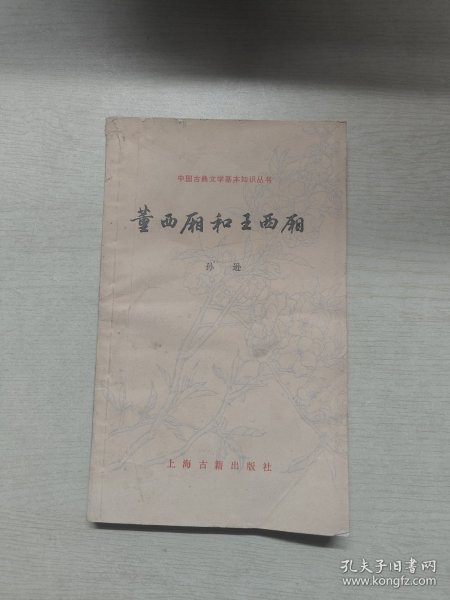 中国古典文学基本知识丛书
董西厢和王西厢
孙 逊
上海古籍出版社
孔夫子旧书网
www.kongfz.com